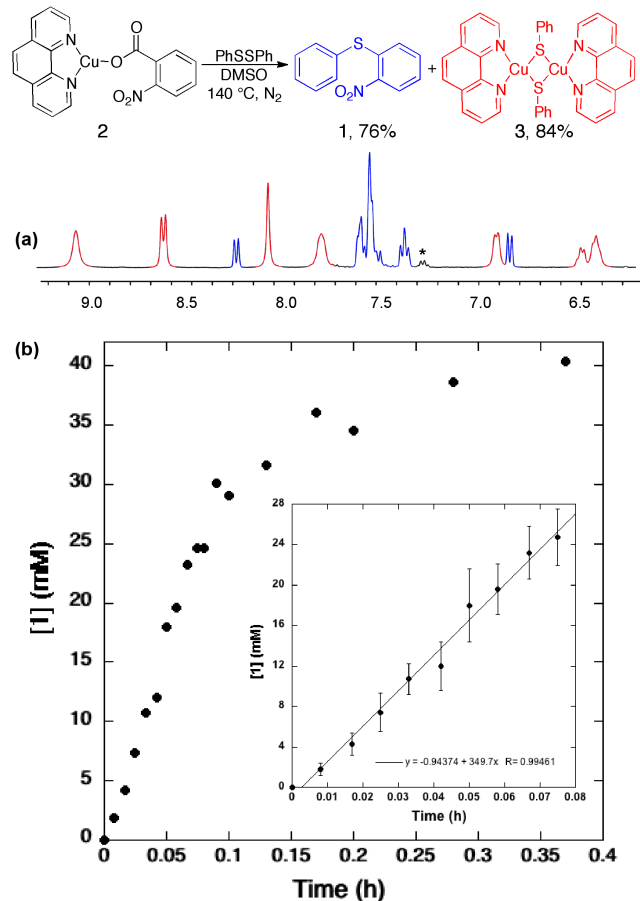 N
N
Cu
O
O
O₂N
2
PhSSPh
DMSO
140 °C, N₂
S
NO₂
1, 76%
+
N
N
Cu
Ph
S
S
Ph
Cu
N
N
3, 84%
(a)
*
9.0 8.5 8.0 7.5 7.0 6.5
(b)
40
35
30
25
20
15
10
5
0
[1] (mM)
0 0.05 0.1 0.15 0.2 0.25 0.3 0.35 0.4
Time (h)
28
24
20
16
12
8
4
0
[1] (mM)
y = -0.94374 + 349.7x R= 0.99461
0 0.01 0.02 0.03 0.04 0.05 0.06 0.07 0.08
Time (h)